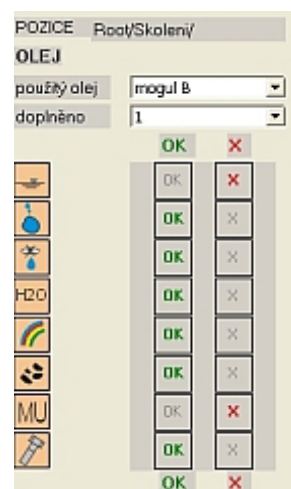 POZICE Root/Skoleni/
OLEJ
použitý olej mogul B
doplněno 1
OK X
OK X
OK X
OK X
H2O OK X
OK X
OK X
MU OK X
OK X
OK X